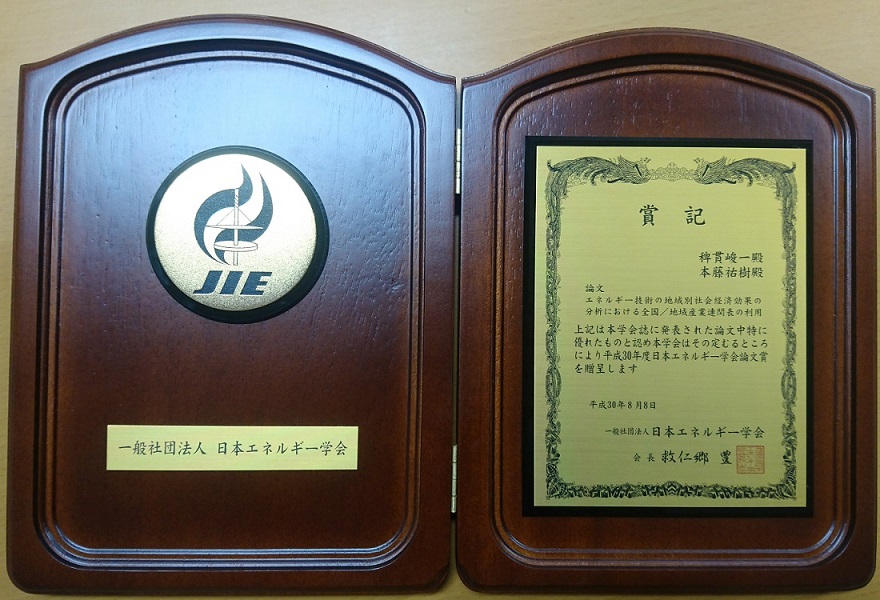 JIE
一般社団法人 日本エネルギー学会
賞記
稗貫峻一殿
本藤祐樹殿
論文
エネルギー技術の地域別社会経済効果の
分析における全国/地域産業連関表の利用
上記は本学会誌に発表された論文中特に
優れたものと認め本学会はその定むるところ
により平成30年度日本エネルギー学会論文賞
を贈呈します
平成30年8月8日
一般社団法人日本エネルギー学会
会長 救仁郷 豊